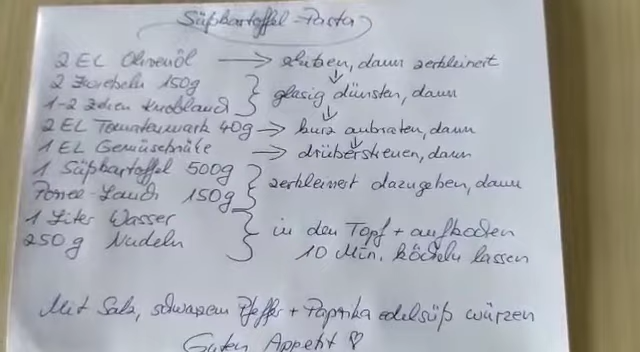 Süßkartoffel-Pasta
2 EL Olivenöl → erhitzen, dann zerkleinert
2 Zwiebeln 150g
1-2 Zehen Knoblauch } glasig dünsten, dann
2 EL Tomatenmark 40g → kurz anbraten, dann
1 EL Gemüsebrühe → drüberstreuen, dann
1 Süßkartoffel 500g
Poree-Lauch 150g } zerkleinert dazugeben, dann
1 Liter Wasser } in den Topf + aufkochen
250g Nudeln 10 Min. köcheln lassen
Mit Salz, schwarzem Pfeffer + Paprika edelsüß würzen
Guten Appetit ♡